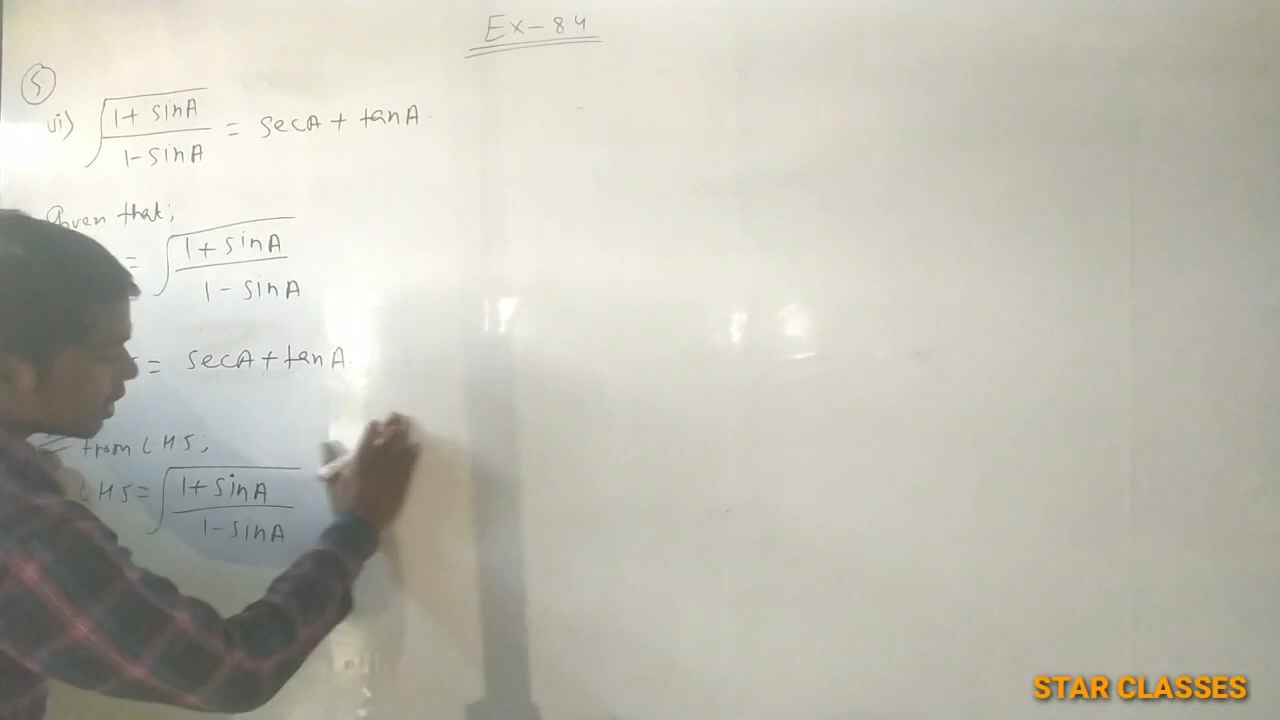 Ex-84
5
vi) √(1 + sinA / 1 - sinA) = secA + tanA.
Given that;
= √(1 + sinA / 1 - sinA)
= secA + tanA.
from LHS,
LHS = √(1 + sinA / 1 - sinA)
STAR CLASSES